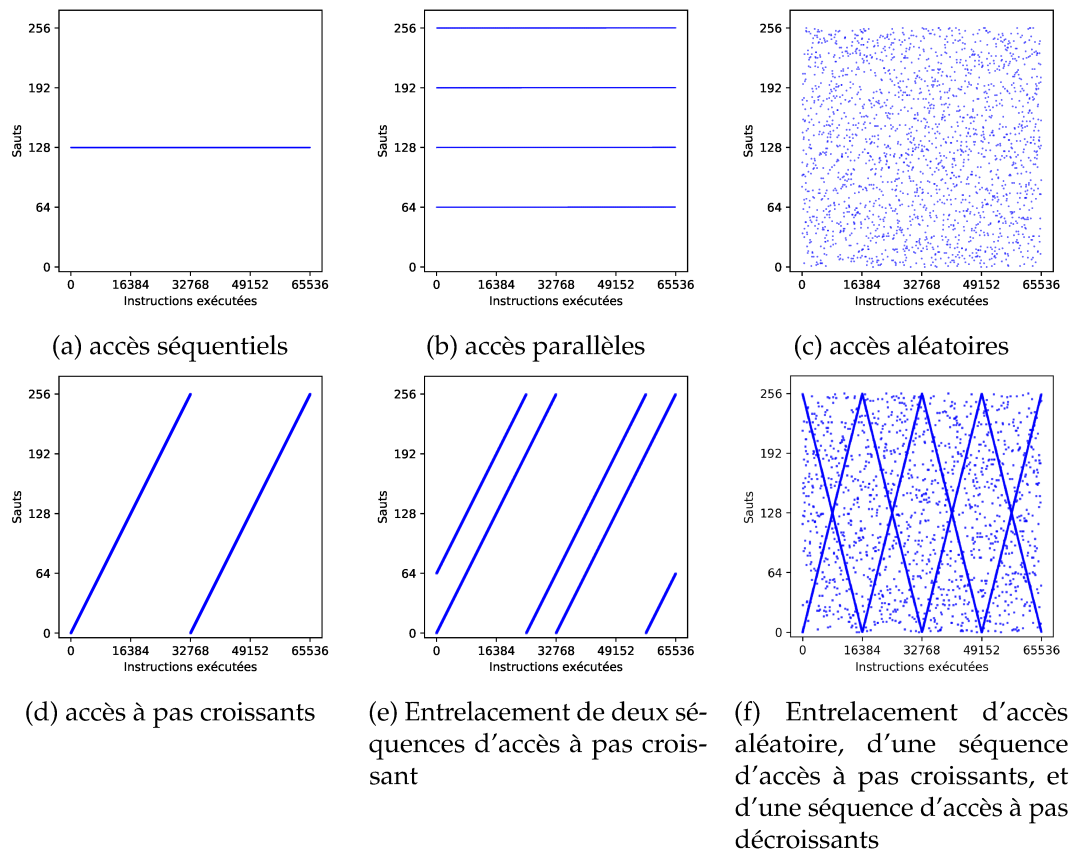 256
192
128
64
0
Sauts
0 16384 32768 49152 65536
Instructions exécutées
(a) accès séquentiels
256
192
128
64
0
Sauts
0 16384 32768 49152 65536
Instructions exécutées
(b) accès parallèles
256
192
128
64
0
Sauts
0 16384 32768 49152 65536
Instructions exécutées
(c) accès aléatoires
256
192
128
64
0
Sauts
0 16384 32768 49152 65536
Instructions exécutées
(d) accès à pas croissants
256
192
128
64
0
Sauts
0 16384 32768 49152 65536
Instructions exécutées
(e) Entrelacement de deux sé-
quences d'accès à pas crois-
sant
256
192
128
64
0
Sauts
0 16384 32768 49152 65536
Instructions exécutées
(f) Entrelacement d'accès
aléatoire, d'une séquence
d'accès à pas croissants, et
d'une séquence d'accès à pas
décroissants